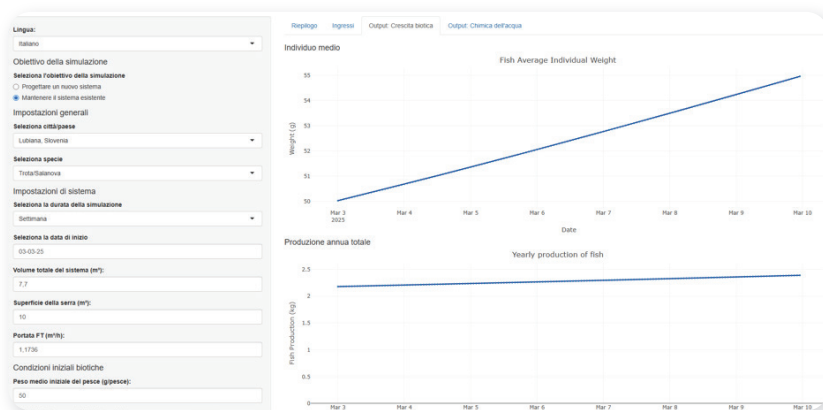 Lingua:
Italiano
Obiettivo della simulazione
Seleziona l'obiettivo della simulazione
Progettare un nuovo sistema
Mantenere il sistema esistente
Impostazioni generali
Seleziona città/paese
Lubiana, Slovenia
Seleziona specie
Trota/Salanova
Impostazioni di sistema
Seleziona la durata della simulazione
Settimana
Seleziona la data di inizio
03-03-25
Volume totale del sistema (m³):
7,7
Superficie della serra (m²):
10
Portata FT (m³/h):
1,1736
Condizioni iniziali biotiche
Peso medio iniziale del pesce (g/pesce):
50
Riepilogo Ingressi Output: Crescita biotica Output: Chimica dell'acqua
Individuo medio
Fish Average Individual Weight
Weight (g)
55
54
53
52
51
50
Mar 3 Mar 4 Mar 5 Mar 6 Mar 7 Mar 8 Mar 9 Mar 10
2025
Date
Produzione annua totale
Yearly production of fish
Fish Production (kg)
2.5
2
1.5
1
0.5
0
Mar 3 Mar 4 Mar 5 Mar 6 Mar 7 Mar 8 Mar 9 Mar 10